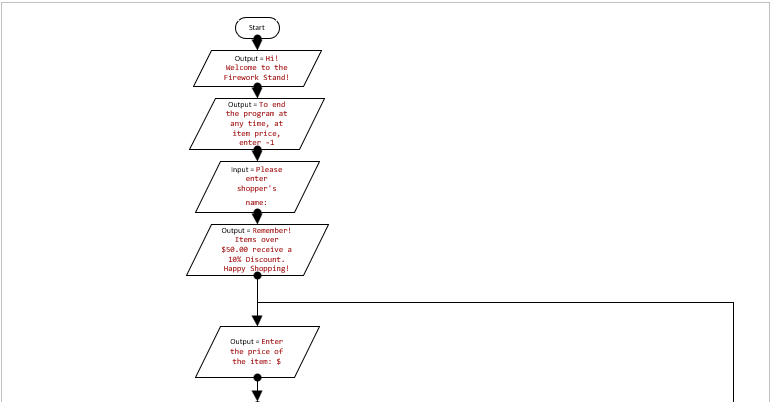 Start
Output = Hi!
Welcome to the
Firework Stand!
Output = To end
the program at
any time, at
item price,
enter -1
Input = Please
enter
shopper's
name:
Output = Remember!
Items over
$50.00 receive a
10% Discount.
Happy Shopping!
Output = Enter
the price of
the item: $